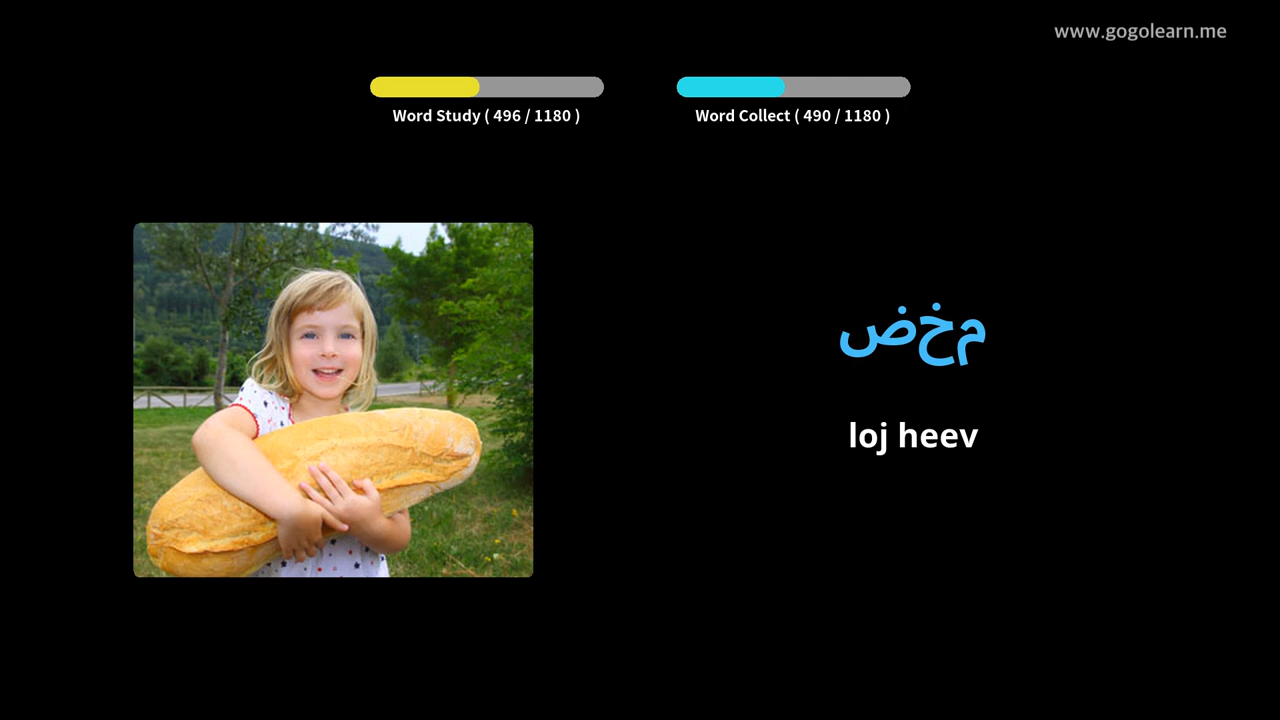 www.gogolearn.me
Word Study ( 496 / 1180 )
Word Collect ( 490 / 1180 )
مخض
loj heev